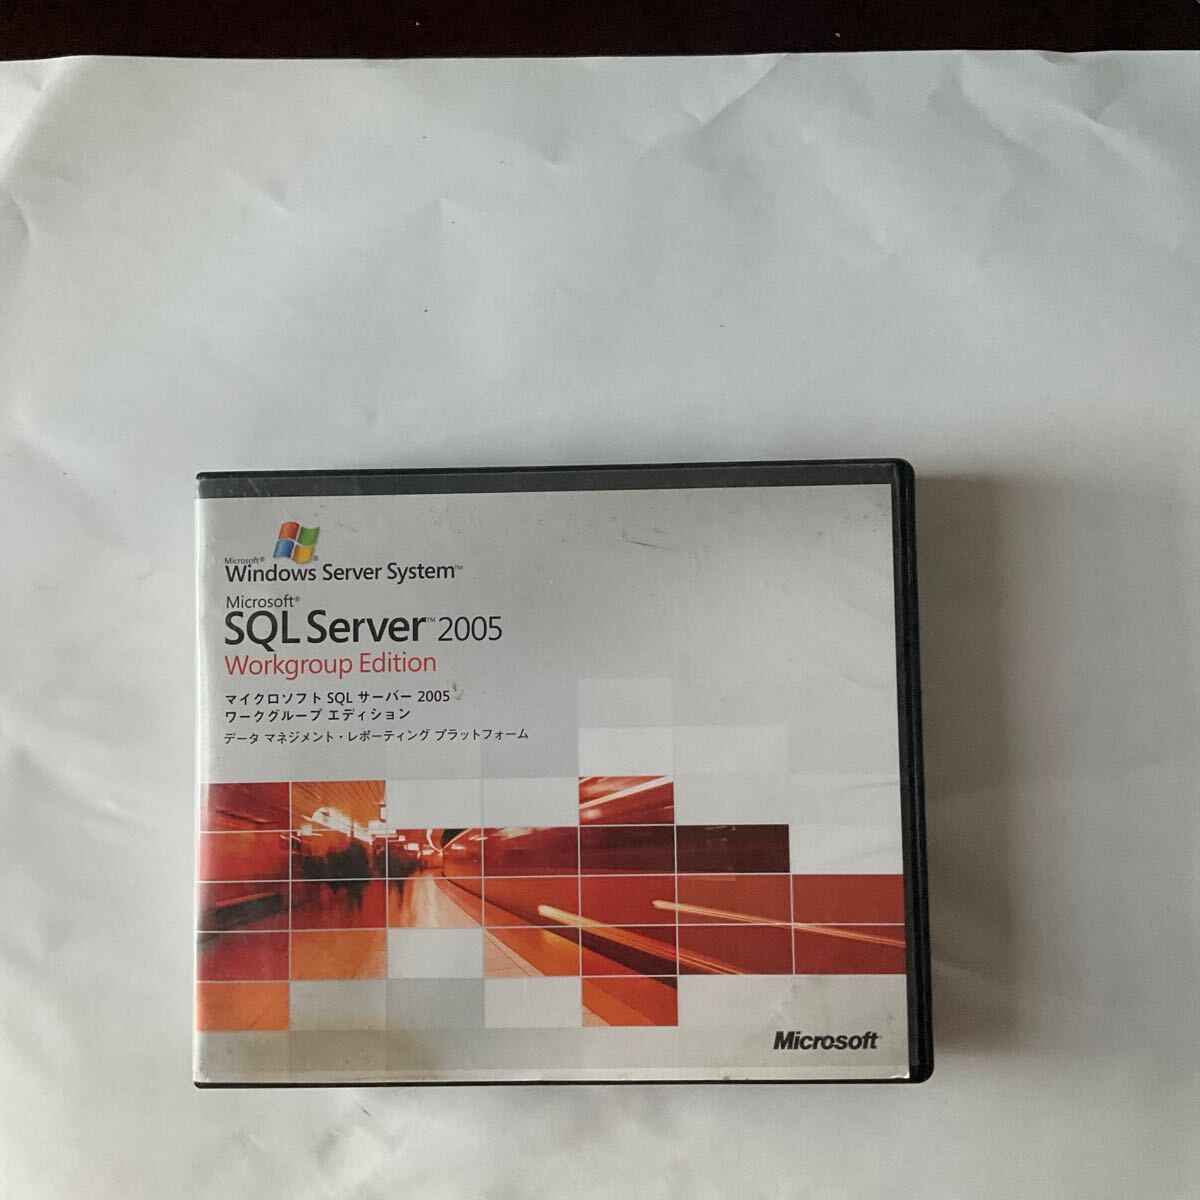 Microsoft®
Windows Server System™
Microsoft®
SQL Server™ 2005
Workgroup Edition
マイクロソフト SQL サーバー 2005
ワークグループ エディション
データ マネジメント・レポーティング プラットフォーム
Microsoft